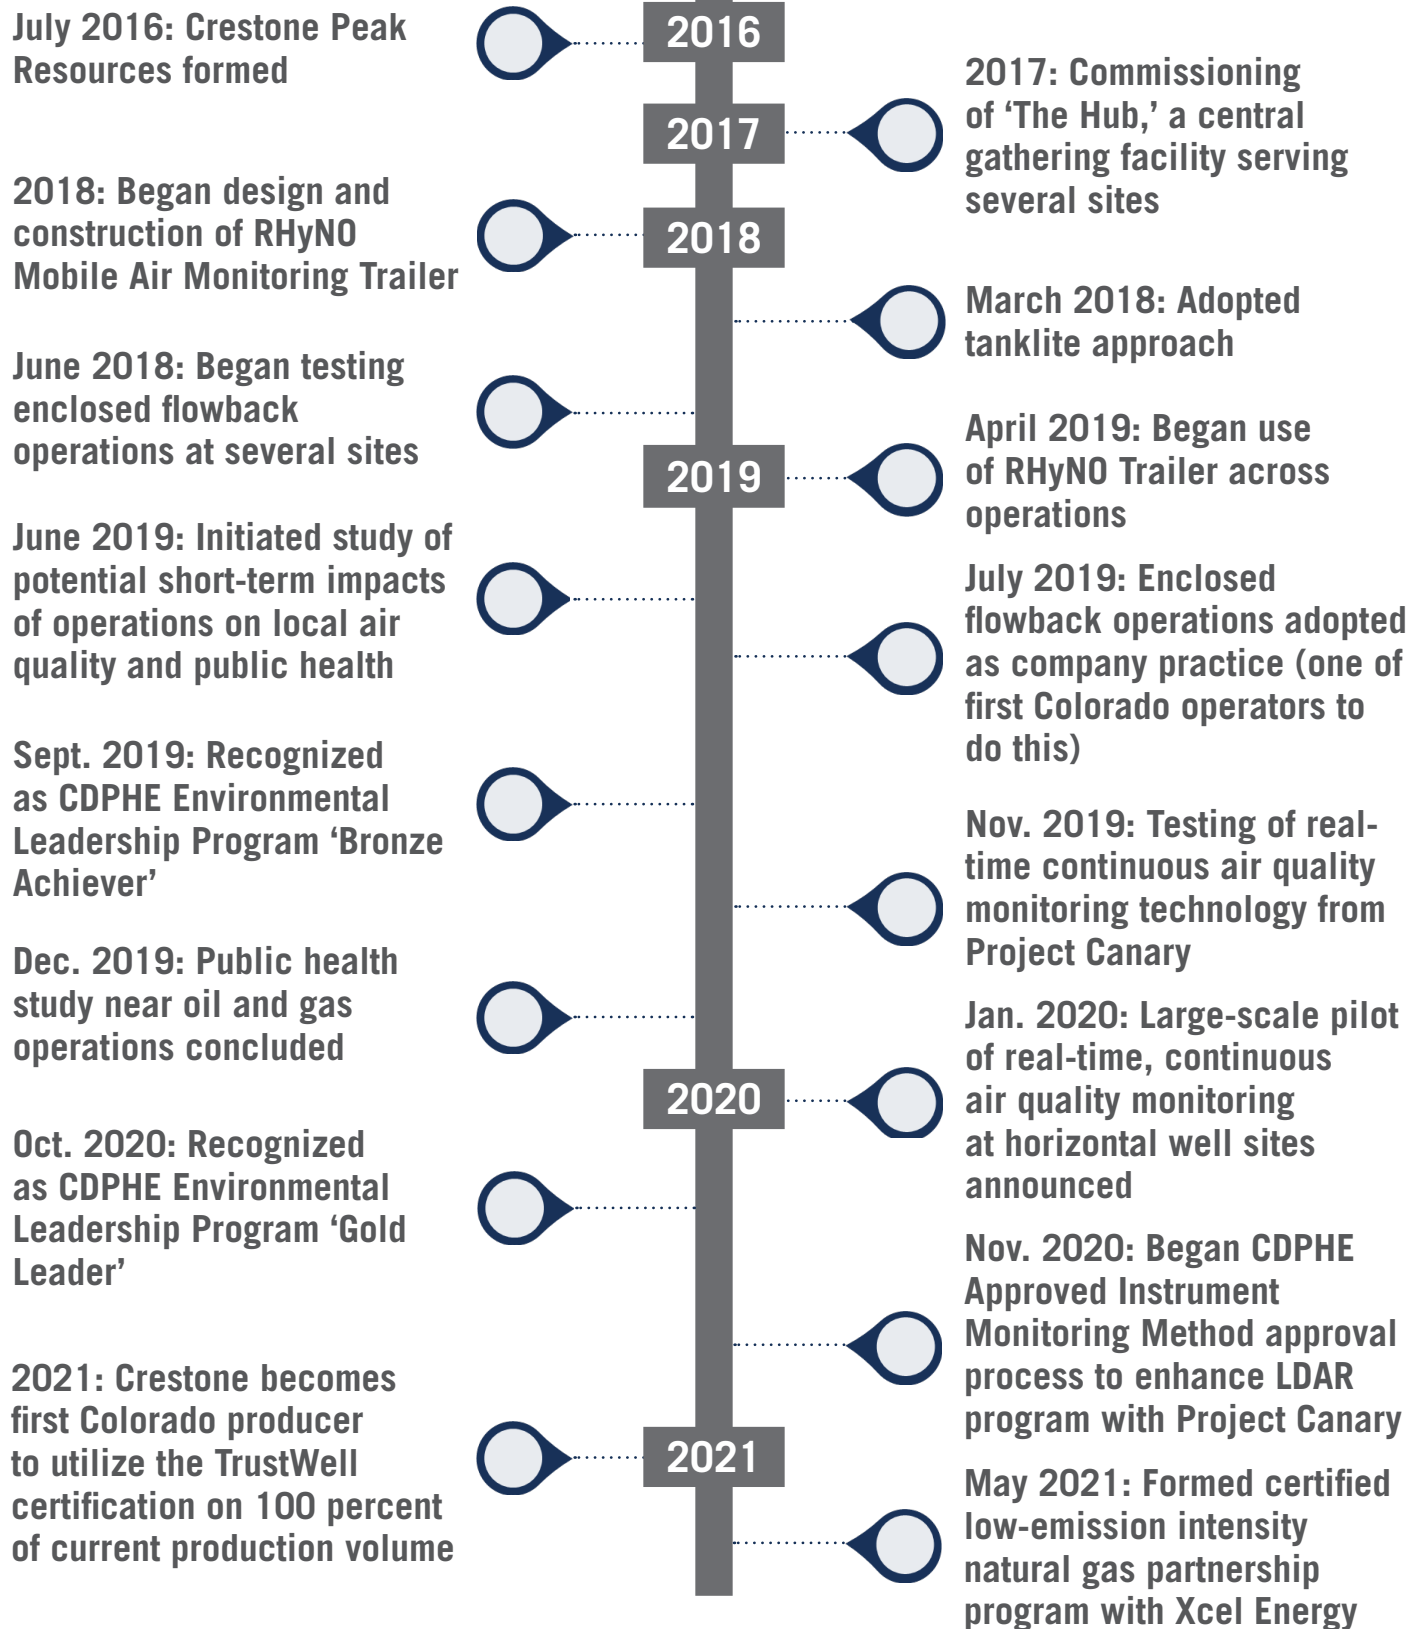 July 2016: Crestone Peak
Resources formed
2016
2017: Commissioning
of ‘The Hub,’ a central
gathering facility serving
several sites
2017
2018: Began design and
construction of RHyNO
Mobile Air Monitoring Trailer
2018
March 2018: Adopted
tanklite approach
June 2018: Began testing
enclosed flowback
operations at several sites
2019
April 2019: Began use
of RHyNO Trailer across
operations
June 2019: Initiated study of
potential short-term impacts
of operations on local air
quality and public health
July 2019: Enclosed
flowback operations adopted
as company practice (one of
first Colorado operators to
do this)
Sept. 2019: Recognized
as CDPHE Environmental
Leadership Program ‘Bronze
Achiever’
Nov. 2019: Testing of real-
time continuous air quality
monitoring technology from
Project Canary
Dec. 2019: Public health
study near oil and gas
operations concluded
2020
Jan. 2020: Large-scale pilot
of real-time, continuous
air quality monitoring
at horizontal well sites
announced
Oct. 2020: Recognized
as CDPHE Environmental
Leadership Program ‘Gold
Leader’
Nov. 2020: Began CDPHE
Approved Instrument
Monitoring Method approval
process to enhance LDAR
program with Project Canary
2021: Crestone becomes
first Colorado producer
to utilize the TrustWell
certification on 100 percent
of current production volume
2021
May 2021: Formed certified
low-emission intensity
natural gas partnership
program with Xcel Energy